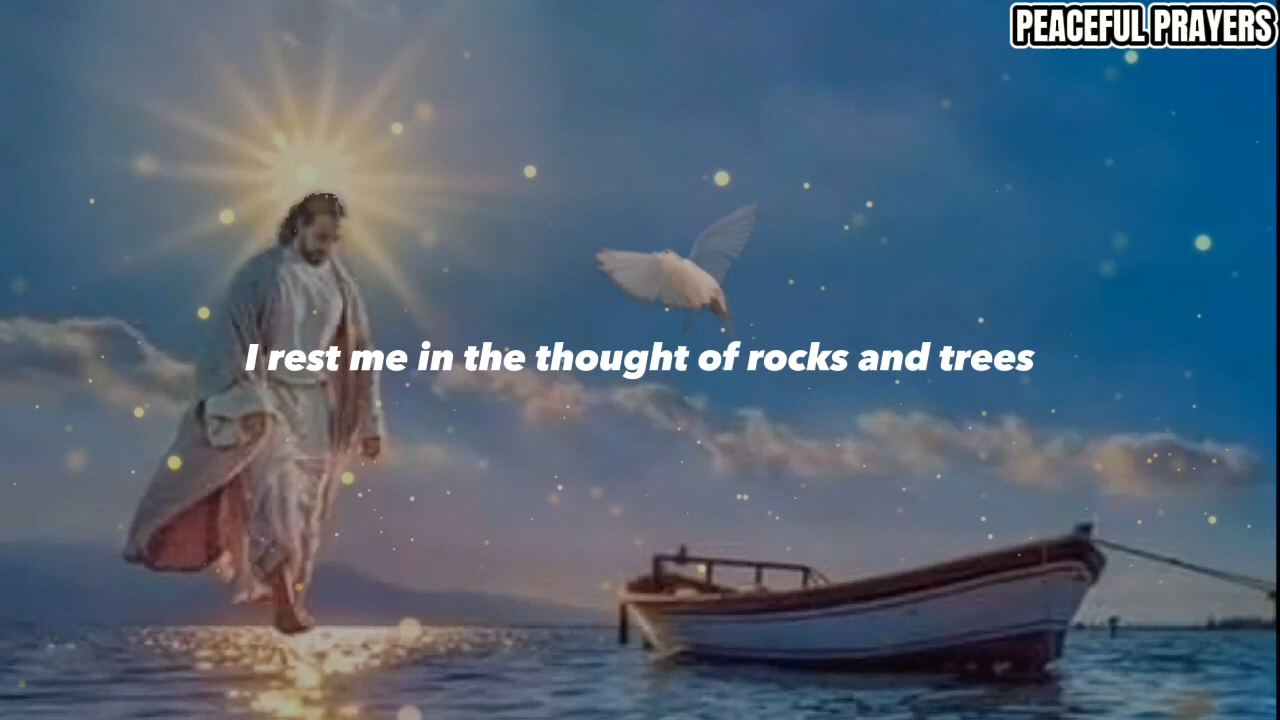 PEACEFUL PRAYERS
I rest me in the thought of rocks and trees